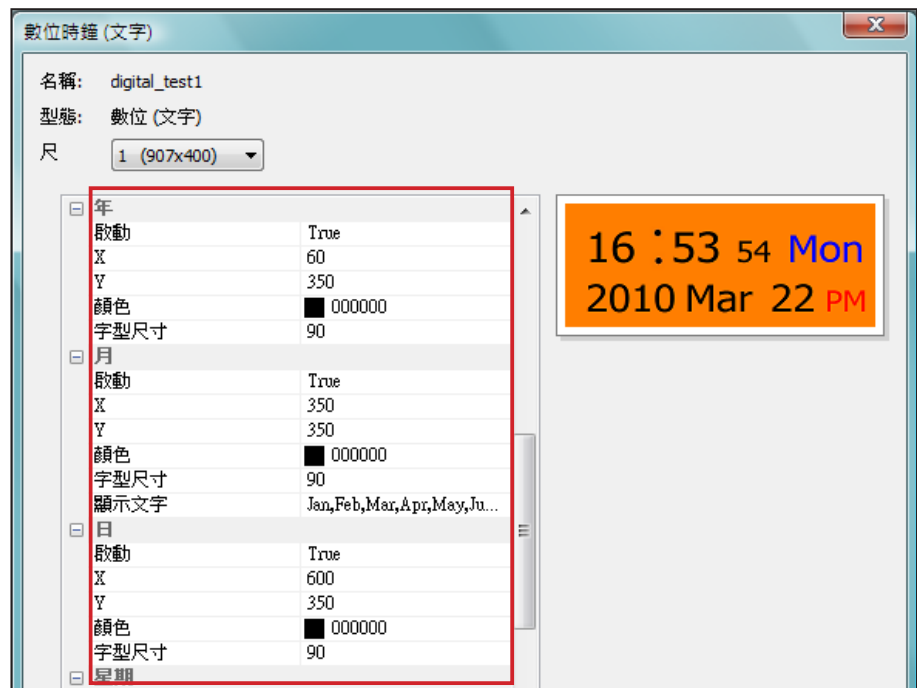 數位時鐘 (文字)
名稱: digital_test1
型態: 數位 (文字)
尺 1 (907x400)
年
啟動 True
X 60
Y 350
顏色 000000
字型尺寸 90
月
啟動 True
X 350
Y 350
顏色 000000
字型尺寸 90
顯示文字 Jan,Feb,Mar,Apr,May,Ju...
日
啟動 True
X 600
Y 350
顏色 000000
字型尺寸 90
星期
16:53 54 Mon
2010 Mar 22 PM